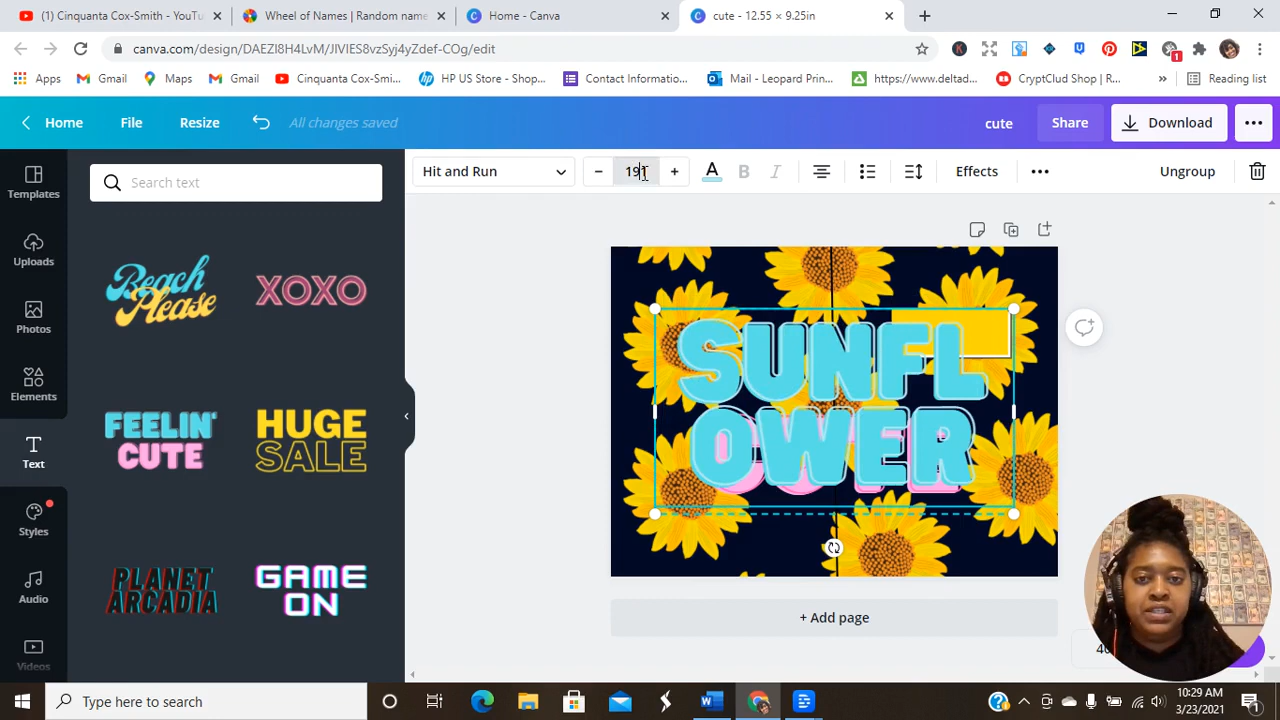 (1) Cinquanta Cox-Smith - YouTu
Wheel of Names | Random name
Home - Canva
cute - 12.55 × 9.25in
canva.com/design/DAEZl8H4LvM/JIVIES8vzSyj4yZdef-COg/edit
Apps
Gmail
Maps
Gmail
Cinquanta Cox-Smi...
HP US Store - Shop...
Contact Informatio...
Mail - Leopard Prin...
https://www.deltad...
CryptClud Shop | R...
Reading list
Home
File
Resize
All changes saved
cute
Share
Download
Templates
Uploads
Photos
Elements
Text
Styles
Audio
Videos
Search text
Beach
Please
XOXO
FEELIN'
CUTE
HUGE
SALE
PLANET
ARCADIA
GAME
ON
Hit and Run
A
B
I
Effects
Ungroup
SUNFL
OWER
+ Add page
Type here to search
10:29 AM
3/23/2021